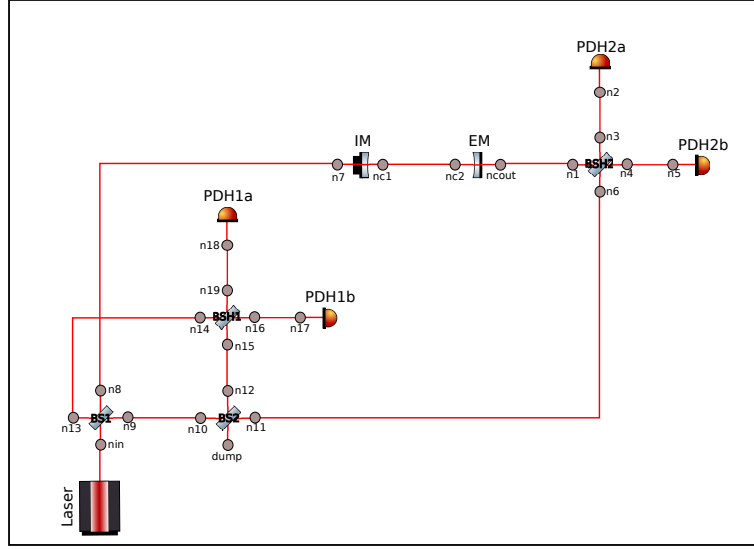 PDH2a
n2
n3
IM
EM
PDH2b
BSH2
n7
nc1
nc2
ncout
n1
n4
n5
n6
PDH1a
n18
n19
PDH1b
BSH1
n14
n16
n17
n15
n8
n12
BS1
BS2
n13
n9
n10
n11
nin
dump
Laser